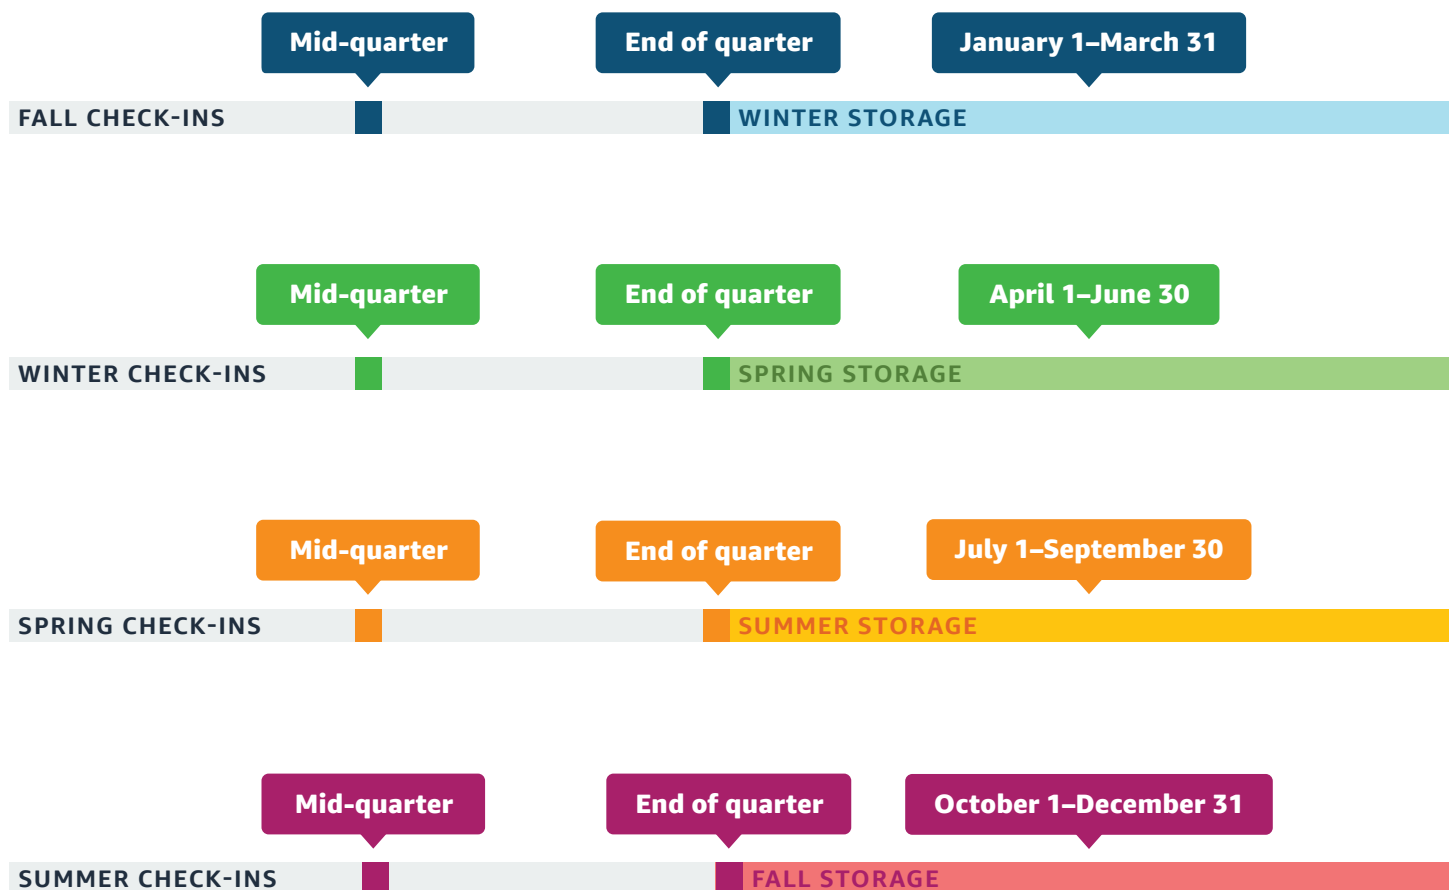 Mid-quarter
End of quarter
January 1–March 31
FALL CHECK-INS
WINTER STORAGE
Mid-quarter
End of quarter
April 1–June 30
WINTER CHECK-INS
SPRING STORAGE
Mid-quarter
End of quarter
July 1–September 30
SPRING CHECK-INS
SUMMER STORAGE
Mid-quarter
End of quarter
October 1–December 31
SUMMER CHECK-INS
FALL STORAGE